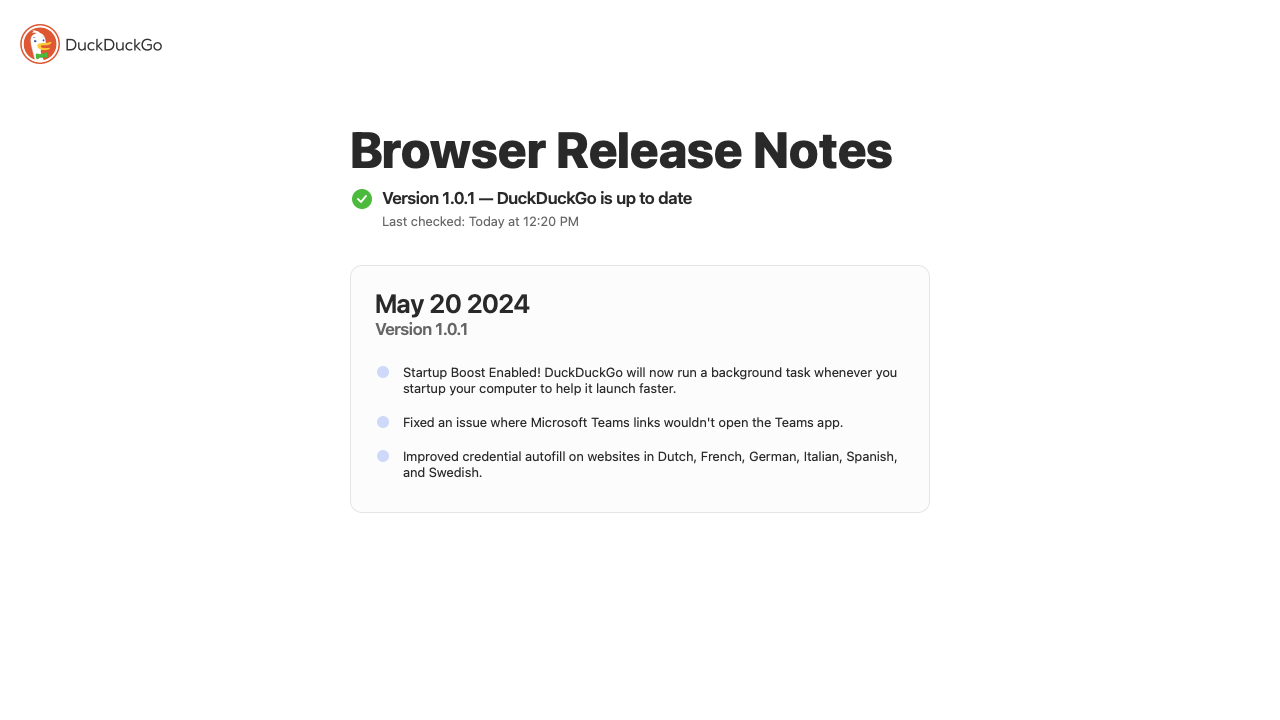 DuckDuckGo
Browser Release Notes
Version 1.0.1 — DuckDuckGo is up to date
Last checked: Today at 12:20 PM
May 20 2024
Version 1.0.1
Startup Boost Enabled! DuckDuckGo will now run a background task whenever you
startup your computer to help it launch faster.
Fixed an issue where Microsoft Teams links wouldn't open the Teams app.
Improved credential autofill on websites in Dutch, French, German, Italian, Spanish,
and Swedish.